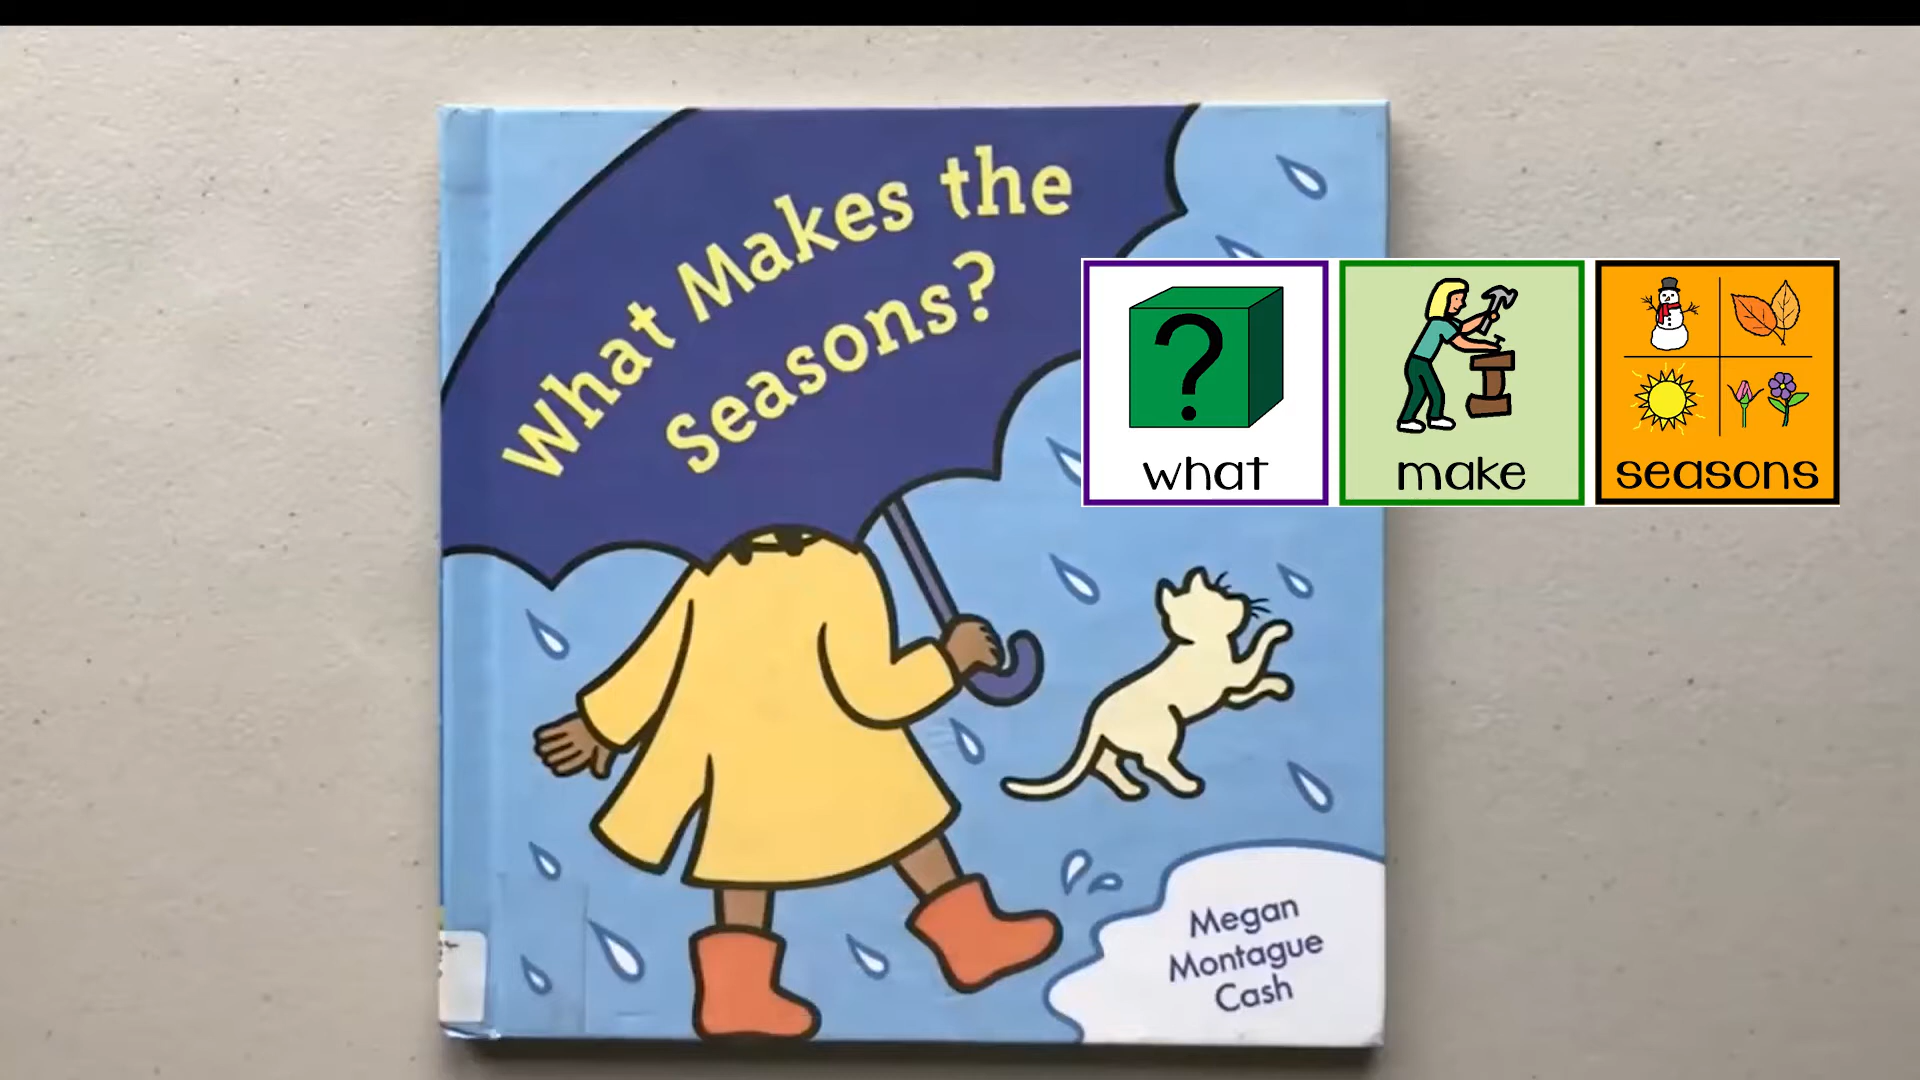 What Makes the
Seasons?
?
what
make
seasons
Megan
Montague
Cash